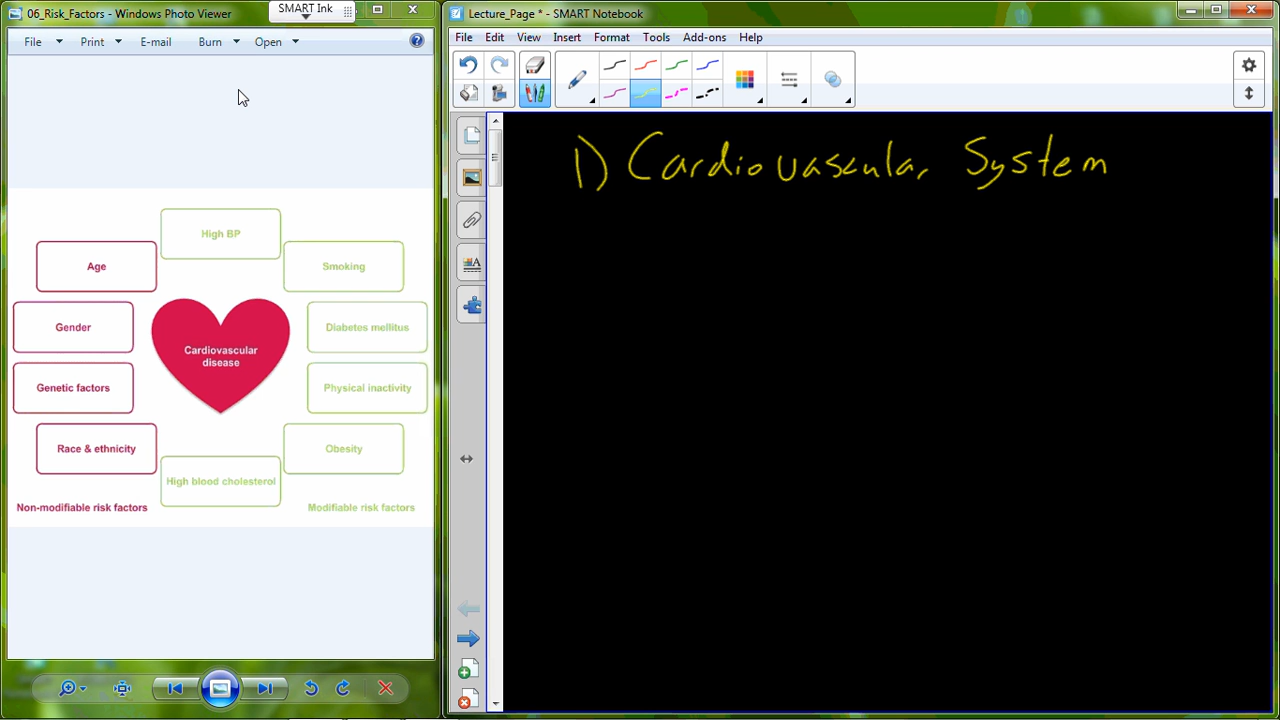 06_Risk_Factors - Windows Photo Viewer
SMART Ink
File Print E-mail Burn Open
High BP
Age
Smoking
Gender
Diabetes mellitus
Cardiovascular
disease
Genetic factors
Physical inactivity
Race & ethnicity
Obesity
High blood cholesterol
Non-modifiable risk factors
Modifiable risk factors
Lecture_Page * - SMART Notebook
File Edit View Insert Format Tools Add-ons Help
1) Cardiovascular System